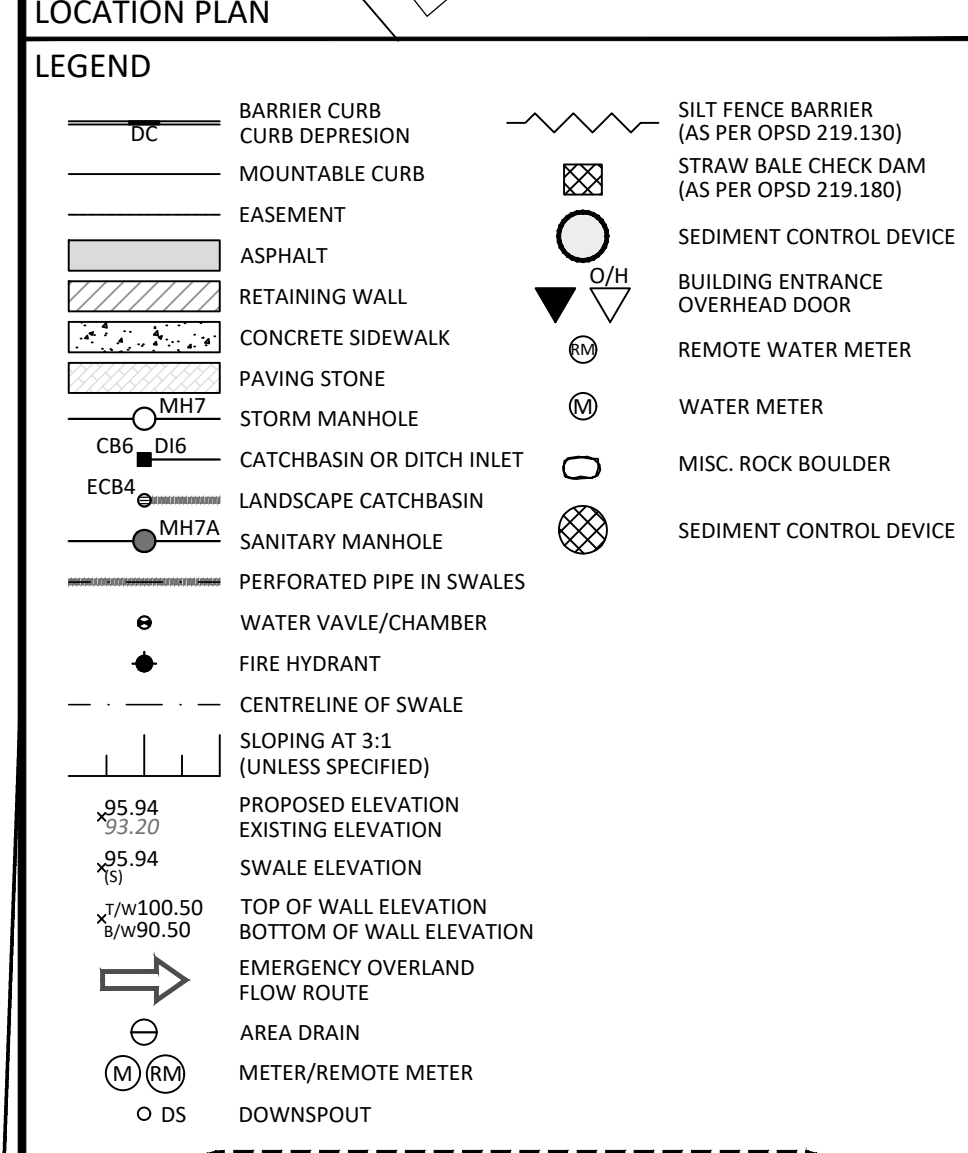 LOCATION PLAN
LEGEND
DC
BARRIER CURB
CURB DEPRESION
MOUNTABLE CURB
EASEMENT
ASPHALT
RETAINING WALL
CONCRETE SIDEWALK
PAVING STONE
MH7
STORM MANHOLE
CB6 DI6
CATCHBASIN OR DITCH INLET
ECB4
LANDSCAPE CATCHBASIN
MH7A
SANITARY MANHOLE
PERFORATED PIPE IN SWALES
WATER VAVLE/CHAMBER
FIRE HYDRANT
CENTRELINE OF SWALE
SLOPING AT 3:1
(UNLESS SPECIFIED)
95.94
93.20
PROPOSED ELEVATION
EXISTING ELEVATION
95.94
(S)
SWALE ELEVATION
T/W100.50
B/W90.50
TOP OF WALL ELEVATION
BOTTOM OF WALL ELEVATION
EMERGENCY OVERLAND
FLOW ROUTE
AREA DRAIN
M RM
METER/REMOTE METER
DS
DOWNSPOUT
SILT FENCE BARRIER
(AS PER OPSD 219.130)
STRAW BALE CHECK DAM
(AS PER OPSD 219.180)
SEDIMENT CONTROL DEVICE
O/H
BUILDING ENTRANCE
OVERHEAD DOOR
RM
REMOTE WATER METER
M
WATER METER
MISC. ROCK BOULDER
SEDIMENT CONTROL DEVICE